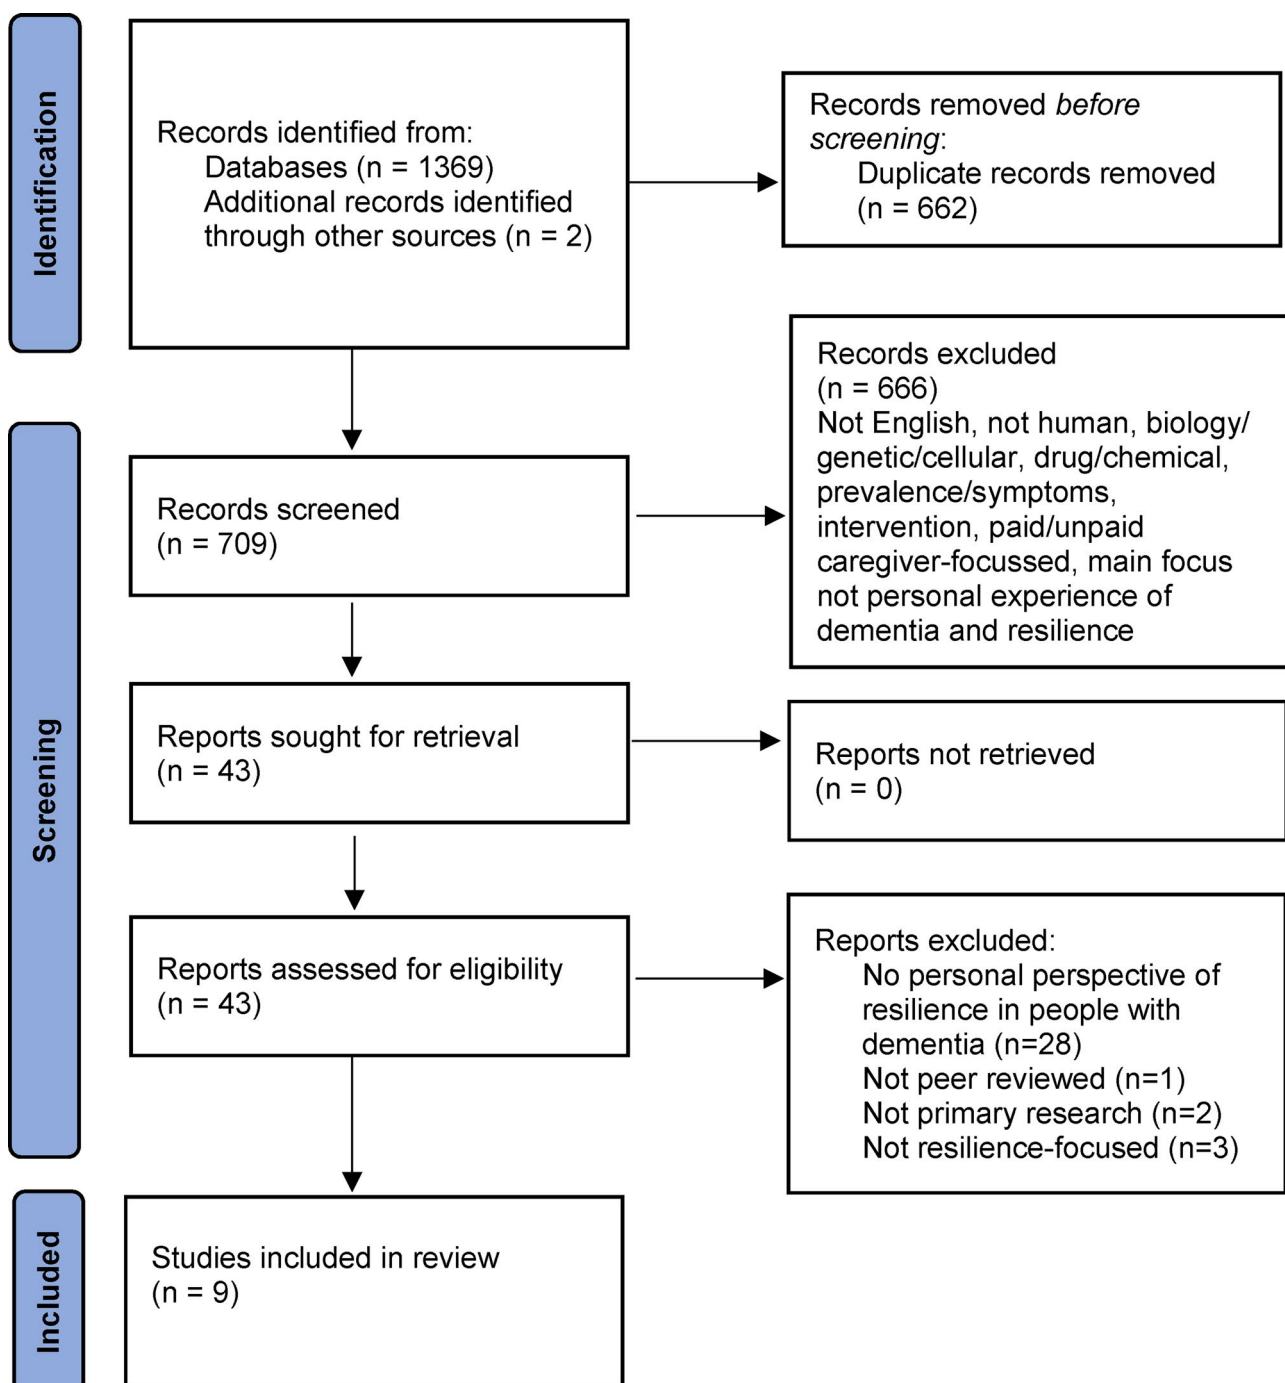 Identification
Records identified from:
Databases (n = 1369)
Additional records identified
through other sources (n = 2)
Records removed before
screening:
Duplicate records removed
(n = 662)
Screening
Records screened
(n = 709)
Records excluded
(n = 666)
Not English, not human, biology/
genetic/cellular, drug/chemical,
prevalence/symptoms,
intervention, paid/unpaid
caregiver-focussed, main focus
not personal experience of
dementia and resilience
Reports sought for retrieval
(n = 43)
Reports not retrieved
(n = 0)
Reports assessed for eligibility
(n = 43)
Reports excluded:
No personal perspective of
resilience in people with
dementia (n=28)
Not peer reviewed (n=1)
Not primary research (n=2)
Not resilience-focused (n=3)
Included
Studies included in review
(n = 9)